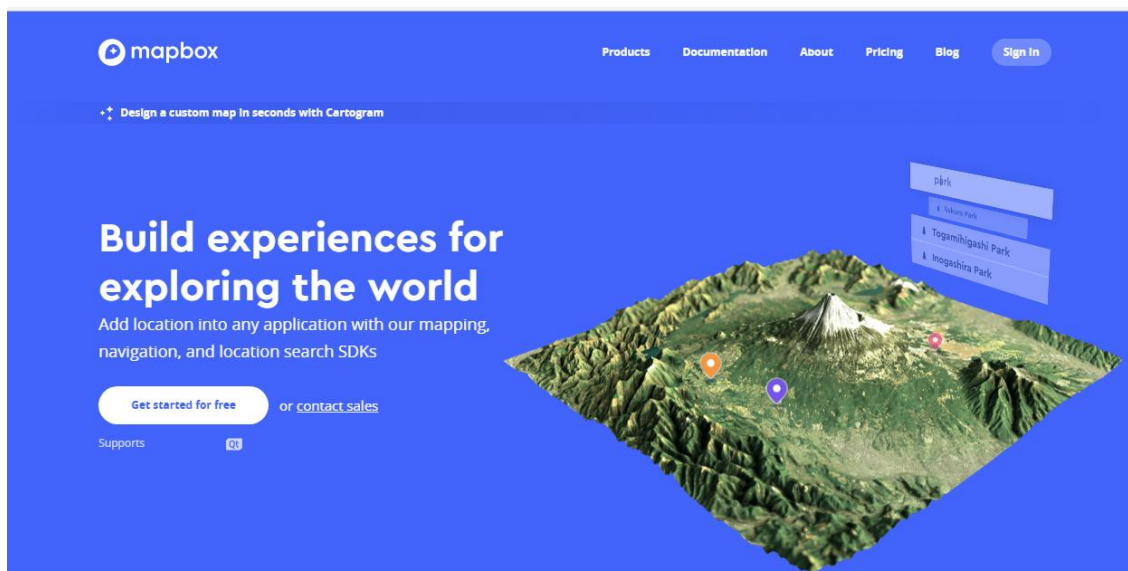 mapbox
Products Documentation About Pricing Blog Sign in
Design a custom map in seconds with Cartogram
park
Sakura Park
Togamihigashi Park
Inogashira Park
Build experiences for
exploring the world
Add location into any application with our mapping,
navigation, and location search SDKs
Get started for free or contact sales
Supports Qt